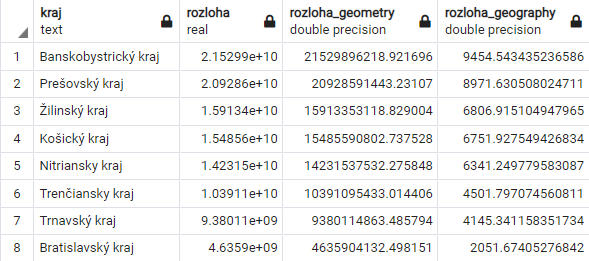 kraj rozloha rozloha_geometry rozloha_geography
text real double precision double precision
1 Banskobystrický kraj 2.15299e+10 21529896218.921696 9454.543435236586
2 Prešovský kraj 2.09286e+10 20928591443.23107 8971.630508024711
3 Žilinský kraj 1.59134e+10 15913353118.829004 6806.915104947965
4 Košický kraj 1.54856e+10 15485590802.737528 6751.927549426834
5 Nitriansky kraj 1.42315e+10 14231537532.275848 6341.249779583087
6 Trenčiansky kraj 1.03911e+10 10391095433.014406 4501.797074560811
7 Trnavský kraj 9.38011e+09 9380114863.485794 4145.341158351734
8 Bratislavský kraj 4.6359e+09 4635904132.498151 2051.67405276842